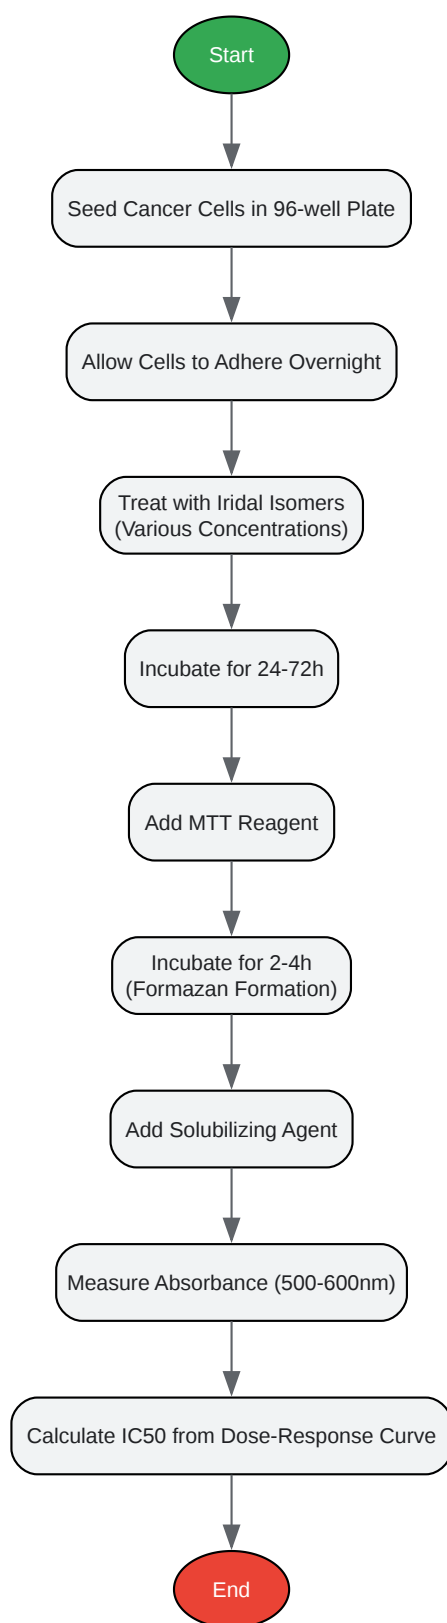 Start
Seed Cancer Cells in 96-well Plate
Allow Cells to Adhere Overnight
Treat with Iridal Isomers
(Various Concentrations)
Incubate for 24-72h
Add MTT Reagent
Incubate for 2-4h
(Formazan Formation)
Add Solubilizing Agent
Measure Absorbance (500-600nm)
Calculate IC50 from Dose-Response Curve
End